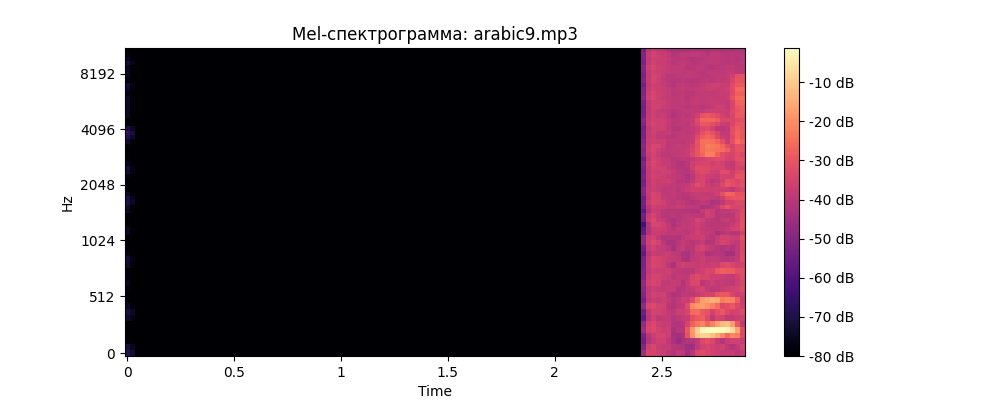 Mel-спектрограмма: arabic9.mp3
8192
4096
2048
1024
512
0
Hz
0 0.5 1 1.5 2 2.5
Time
-10 dB
-20 dB
-30 dB
-40 dB
-50 dB
-60 dB
-70 dB
-80 dB